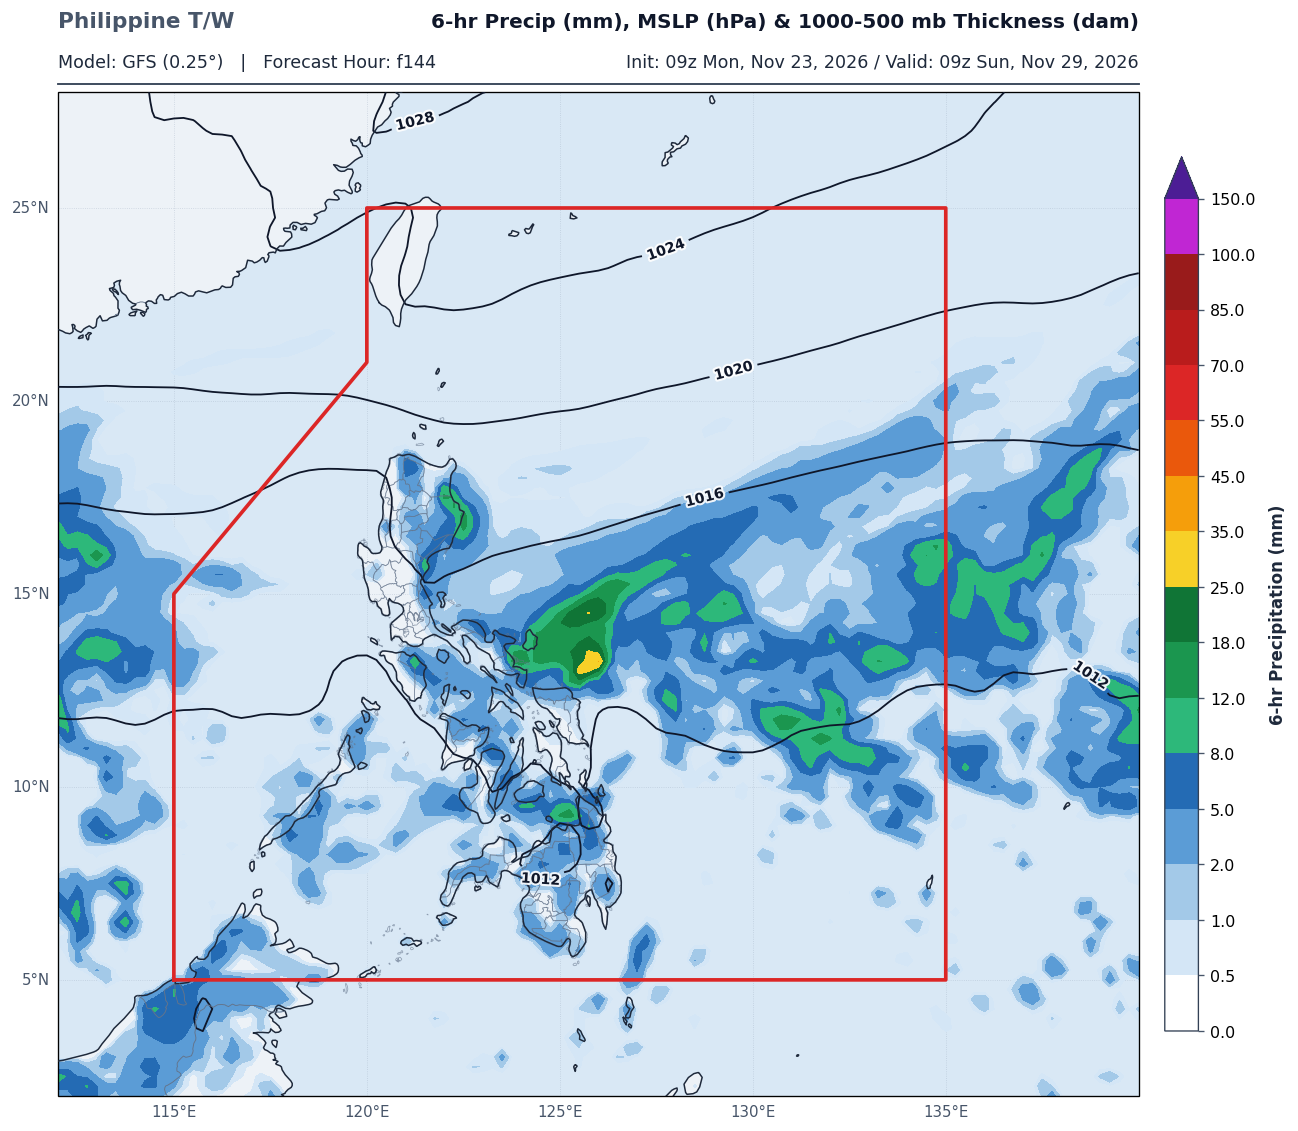 Philippine T/W
6-hr Precip (mm), MSLP (hPa) & 1000-500 mb Thickness (dam)
Model: GFS (0.25°) | Forecast Hour: f144
Init: 09z Mon, Nov 23, 2026 / Valid: 09z Sun, Nov 29, 2026
1028
25°N
1024
1020
20°N
1016
15°N
1012
10°N
1012
5°N
115°E
120°E
125°E
130°E
135°E
150.0
100.0
85.0
70.0
55.0
45.0
35.0
25.0
18.0
12.0
8.0
5.0
2.0
1.0
0.5
0.0
6-hr Precipitation (mm)